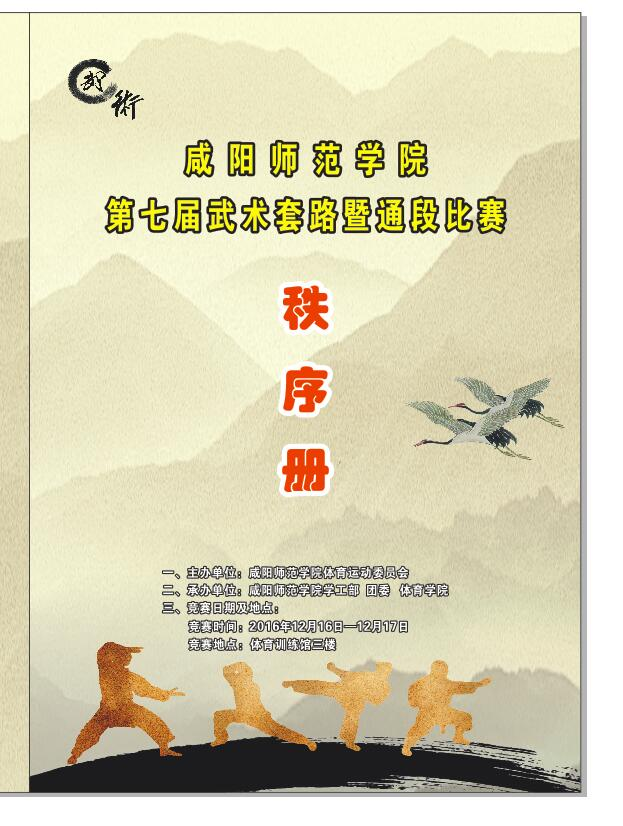 武
術
咸阳师范学院
第七届武术套路暨通段比赛
秩
序
册
一、主办单位：咸阳师范学院体育运动委员会
二、承办单位：咸阳师范学院学工部 团委 体育学院
三、竞赛日期及地点：
竞赛时间：2016年12月16日—12月17日
竞赛地点：体育训练馆三楼